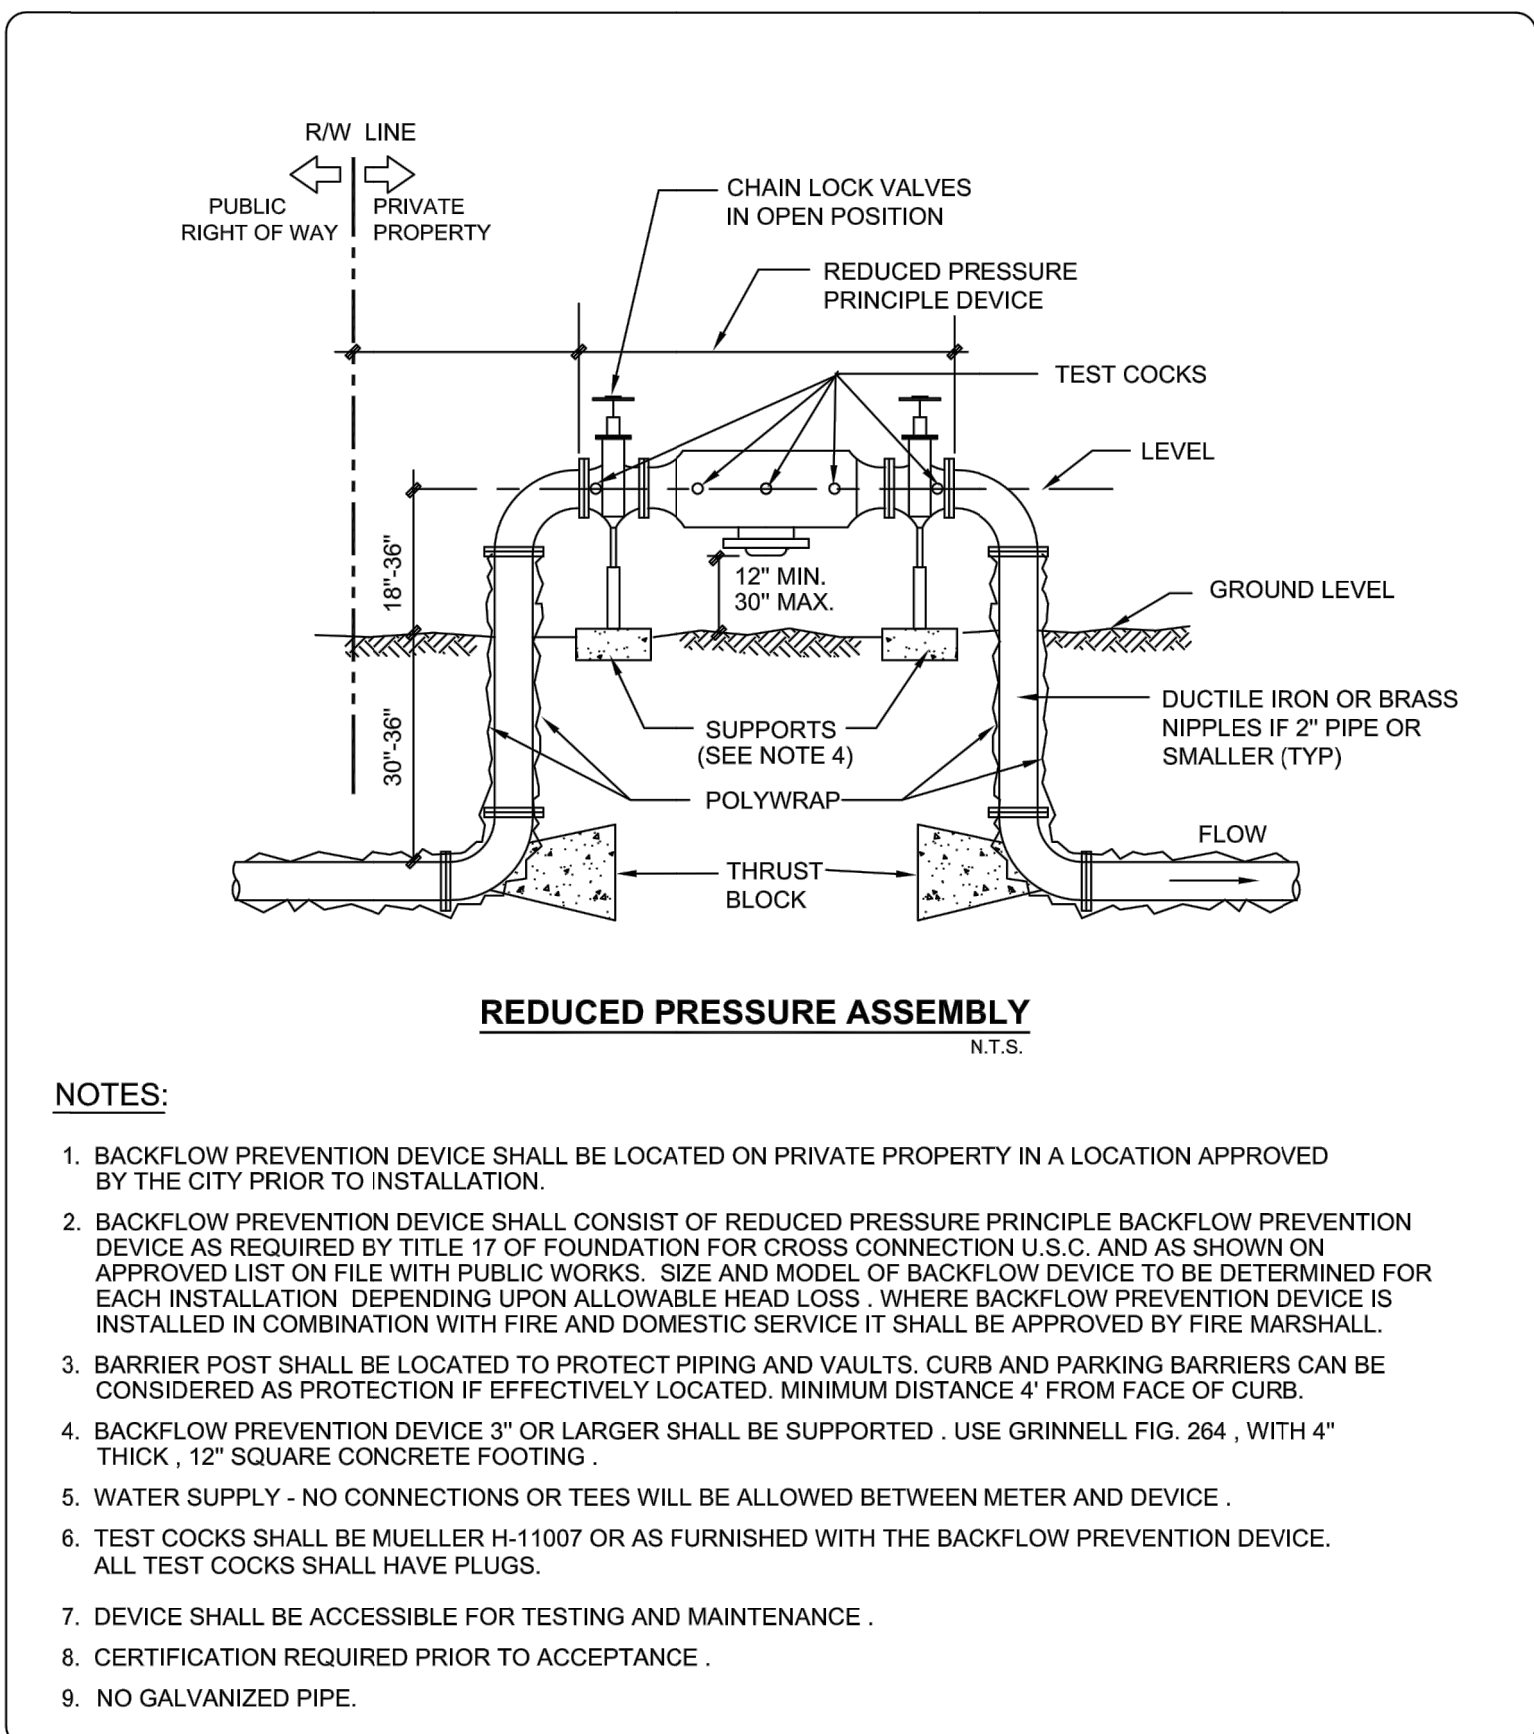 R/W LINE
PUBLIC
RIGHT OF WAY
PRIVATE
PROPERTY
CHAIN LOCK VALVES
IN OPEN POSITION
REDUCED PRESSURE
PRINCIPLE DEVICE
TEST COCKS
LEVEL
18"-36"
12" MIN.
30" MAX.
GROUND LEVEL
30"-36"
SUPPORTS
(SEE NOTE 4)
DUCTILE IRON OR BRASS
NIPPLES IF 2" PIPE OR
SMALLER (TYP)
POLYWRAP
FLOW
THRUST
BLOCK
REDUCED PRESSURE ASSEMBLY
N.T.S.
NOTES:
1. BACKFLOW PREVENTION DEVICE SHALL BE LOCATED ON PRIVATE PROPERTY IN A LOCATION APPROVED
BY THE CITY PRIOR TO INSTALLATION.
2. BACKFLOW PREVENTION DEVICE SHALL CONSIST OF REDUCED PRESSURE PRINCIPLE BACKFLOW PREVENTION
DEVICE AS REQUIRED BY TITLE 17 OF FOUNDATION FOR CROSS CONNECTION U.S.C. AND AS SHOWN ON
APPROVED LIST ON FILE WITH PUBLIC WORKS. SIZE AND MODEL OF BACKFLOW DEVICE TO BE DETERMINED FOR
EACH INSTALLATION DEPENDING UPON ALLOWABLE HEAD LOSS . WHERE BACKFLOW PREVENTION DEVICE IS
INSTALLED IN COMBINATION WITH FIRE AND DOMESTIC SERVICE IT SHALL BE APPROVED BY FIRE MARSHALL.
3. BARRIER POST SHALL BE LOCATED TO PROTECT PIPING AND VAULTS. CURB AND PARKING BARRIERS CAN BE
CONSIDERED AS PROTECTION IF EFFECTIVELY LOCATED. MINIMUM DISTANCE 4' FROM FACE OF CURB.
4. BACKFLOW PREVENTION DEVICE 3" OR LARGER SHALL BE SUPPORTED . USE GRINNELL FIG. 264 , WITH 4"
THICK , 12" SQUARE CONCRETE FOOTING .
5. WATER SUPPLY - NO CONNECTIONS OR TEES WILL BE ALLOWED BETWEEN METER AND DEVICE .
6. TEST COCKS SHALL BE MUELLER H-11007 OR AS FURNISHED WITH THE BACKFLOW PREVENTION DEVICE.
ALL TEST COCKS SHALL HAVE PLUGS.
7. DEVICE SHALL BE ACCESSIBLE FOR TESTING AND MAINTENANCE .
8. CERTIFICATION REQUIRED PRIOR TO ACCEPTANCE .
9. NO GALVANIZED PIPE.